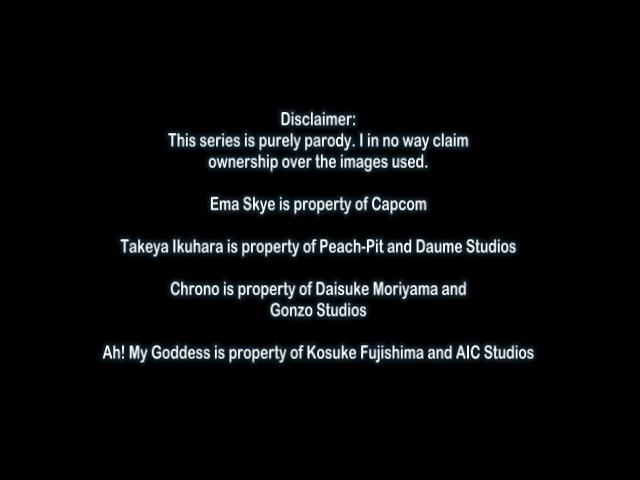 Disclaimer:
This series is purely parody. I in no way claim
ownership over the images used.
Ema Skye is property of Capcom
Takeya Ikuhara is property of Peach-Pit and Daume Studios
Chrono is property of Daisuke Moriyama and
Gonzo Studios
Ah! My Goddess is property of Kosuke Fujishima and AIC Studios